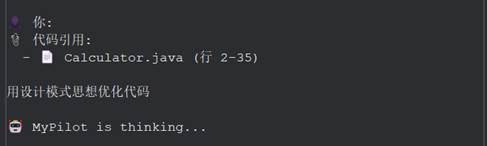 你:
代码引用:
- Calculator.java (行 2-35)
用设计模式思想优化代码
MyPilot is thinking...